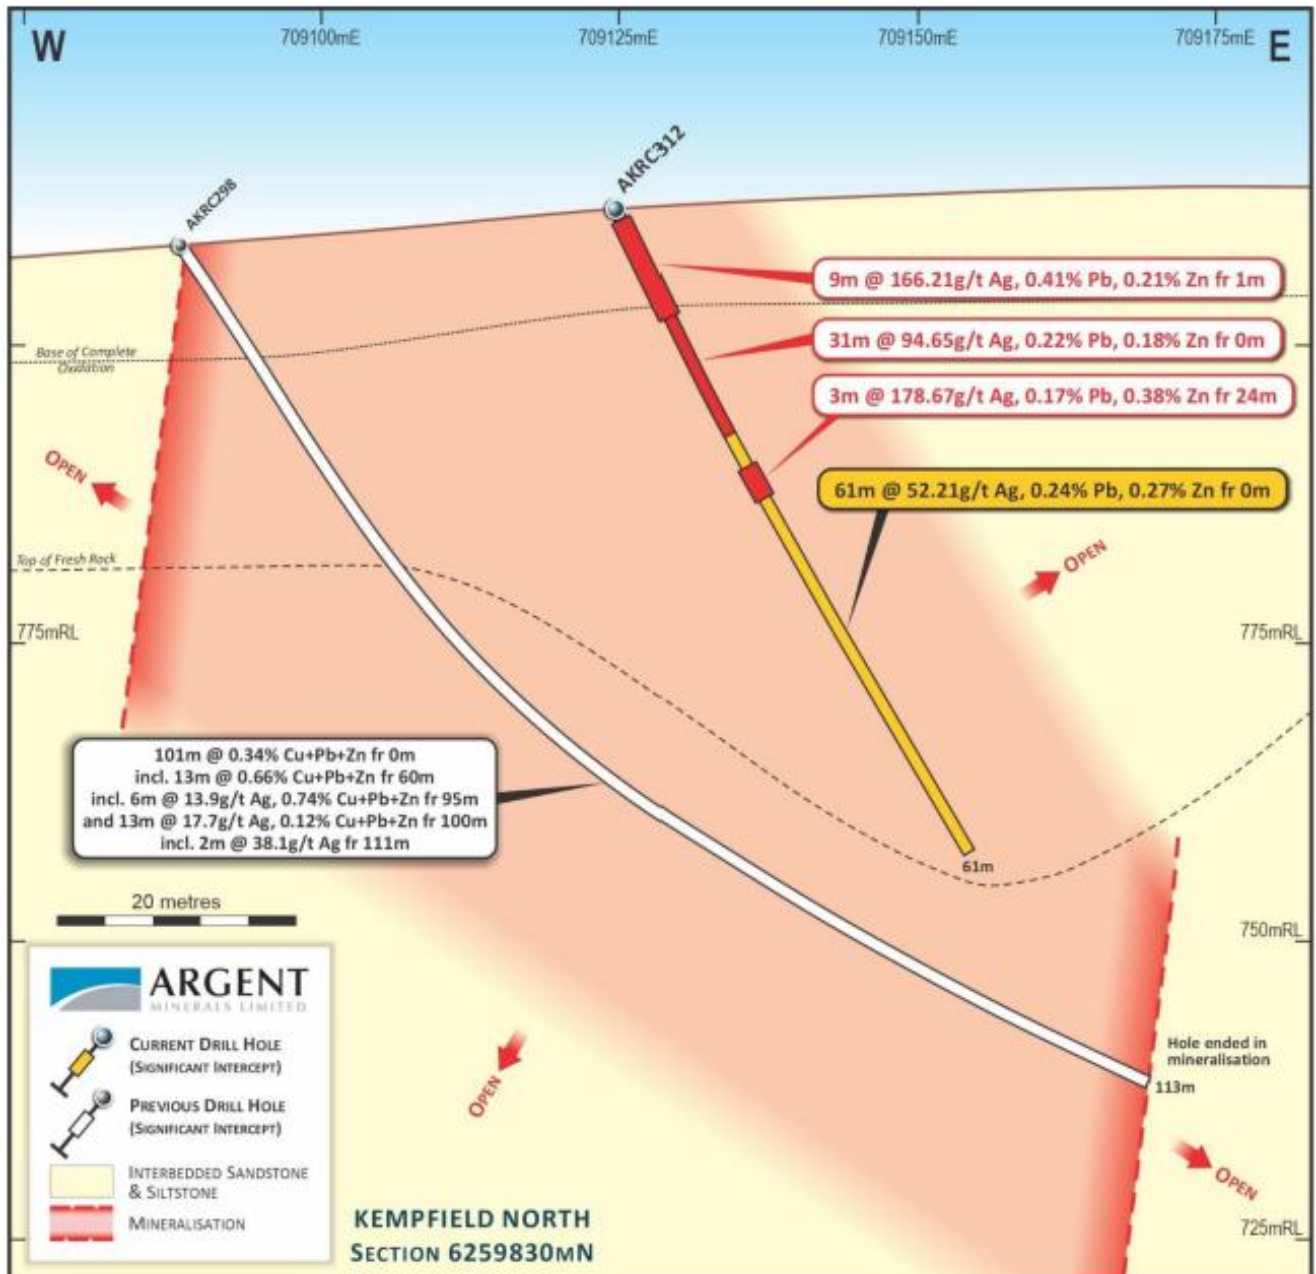 W
709100mE
709125mE
709150mE
709175mE
E
AKRC298
AKRC312
9m @ 166.21g/t Ag, 0.41% Pb, 0.21% Zn fr 1m
31m @ 94.65g/t Ag, 0.22% Pb, 0.18% Zn fr 0m
3m @ 178.67g/t Ag, 0.17% Pb, 0.38% Zn fr 24m
61m @ 52.21g/t Ag, 0.24% Pb, 0.27% Zn fr 0m
Base of Complete
Oxidation
OPEN
Top of Fresh Rock
OPEN
775mRL
775mRL
101m @ 0.34% Cu+Pb+Zn fr 0m
incl. 13m @ 0.66% Cu+Pb+Zn fr 60m
incl. 6m @ 13.9g/t Ag, 0.74% Cu+Pb+Zn fr 95m
and 13m @ 17.7g/t Ag, 0.12% Cu+Pb+Zn fr 100m
incl. 2m @ 38.1g/t Ag fr 111m
61m
20 metres
750mRL
ARGENT
MINERALS LIMITED
CURRENT DRILL HOLE
(SIGNIFICANT INTERCEPT)
PREVIOUS DRILL HOLE
(SIGNIFICANT INTERCEPT)
INTERBEDDED SANDSTONE
& SILTSTONE
MINERALISATION
OPEN
Hole ended in
mineralisation
113m
OPEN
KEMPFIELD NORTH
SECTION 6259830MN
725mRL